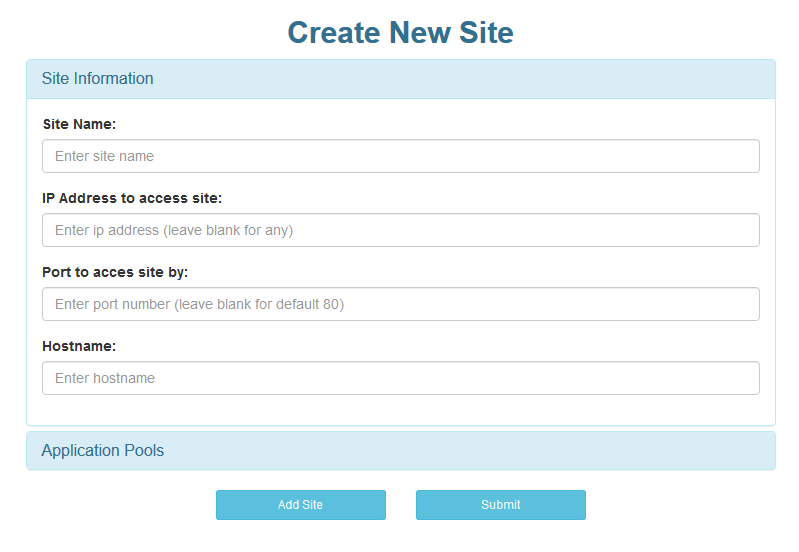 Create New Site
Site Information
Site Name:
Enter site name
IP Address to access site:
Enter ip address (leave blank for any)
Port to acces site by:
Enter port number (leave blank for default 80)
Hostname:
Enter hostname
Application Pools
Add Site
Submit